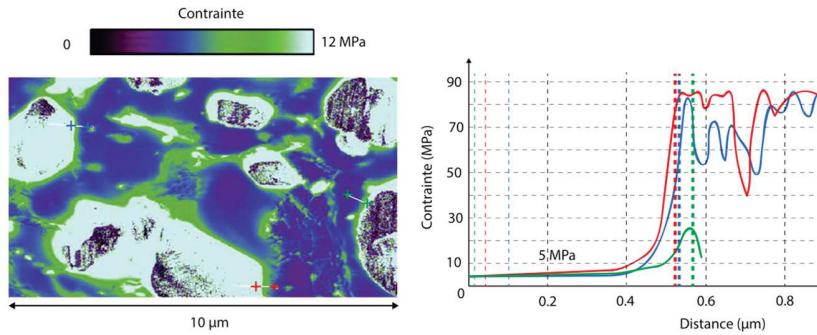 Contrainte
0
12 MPa
10 µm
Contrainte (MPa)
90
70
50
30
10
0
5 MPa
0.2
0.4
0.6
0.8
Distance (µm)